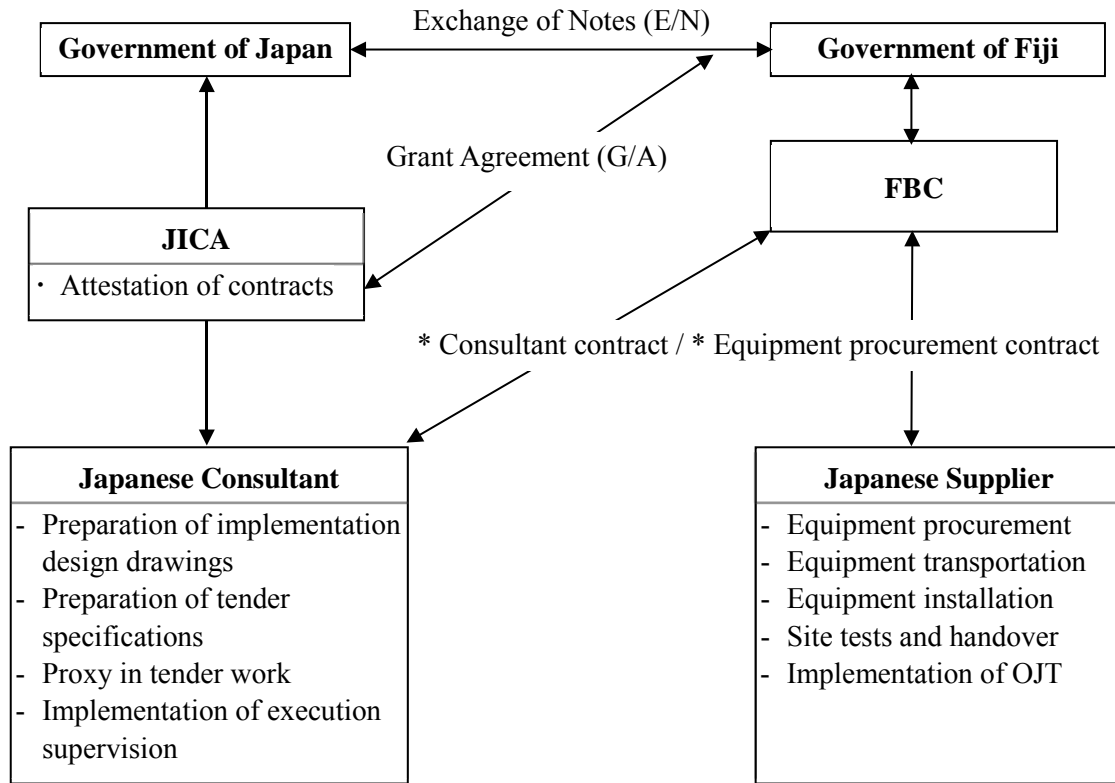 Exchange of Notes (E/N)
Government of Japan
Government of Fiji
Grant Agreement (G/A)
FBC
JICA
・ Attestation of contracts
* Consultant contract / * Equipment procurement contract
Japanese Consultant
- Preparation of implementation
design drawings
- Preparation of tender
specifications
- Proxy in tender work
- Implementation of execution
supervision
Japanese Supplier
- Equipment procurement
- Equipment transportation
- Equipment installation
- Site tests and handover
- Implementation of OJT